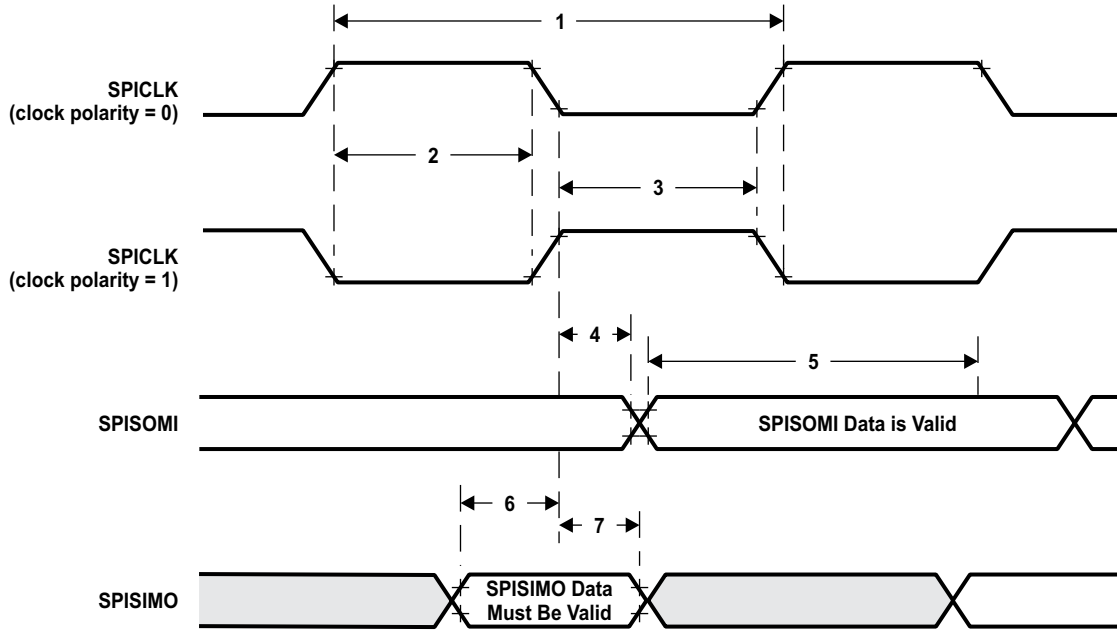 1
SPICLK
(clock polarity = 0)
2
3
SPICLK
(clock polarity = 1)
4
5
SPISOMI
SPISOMI Data is Valid
6
7
SPISIMO
SPISIMO Data
Must Be Valid